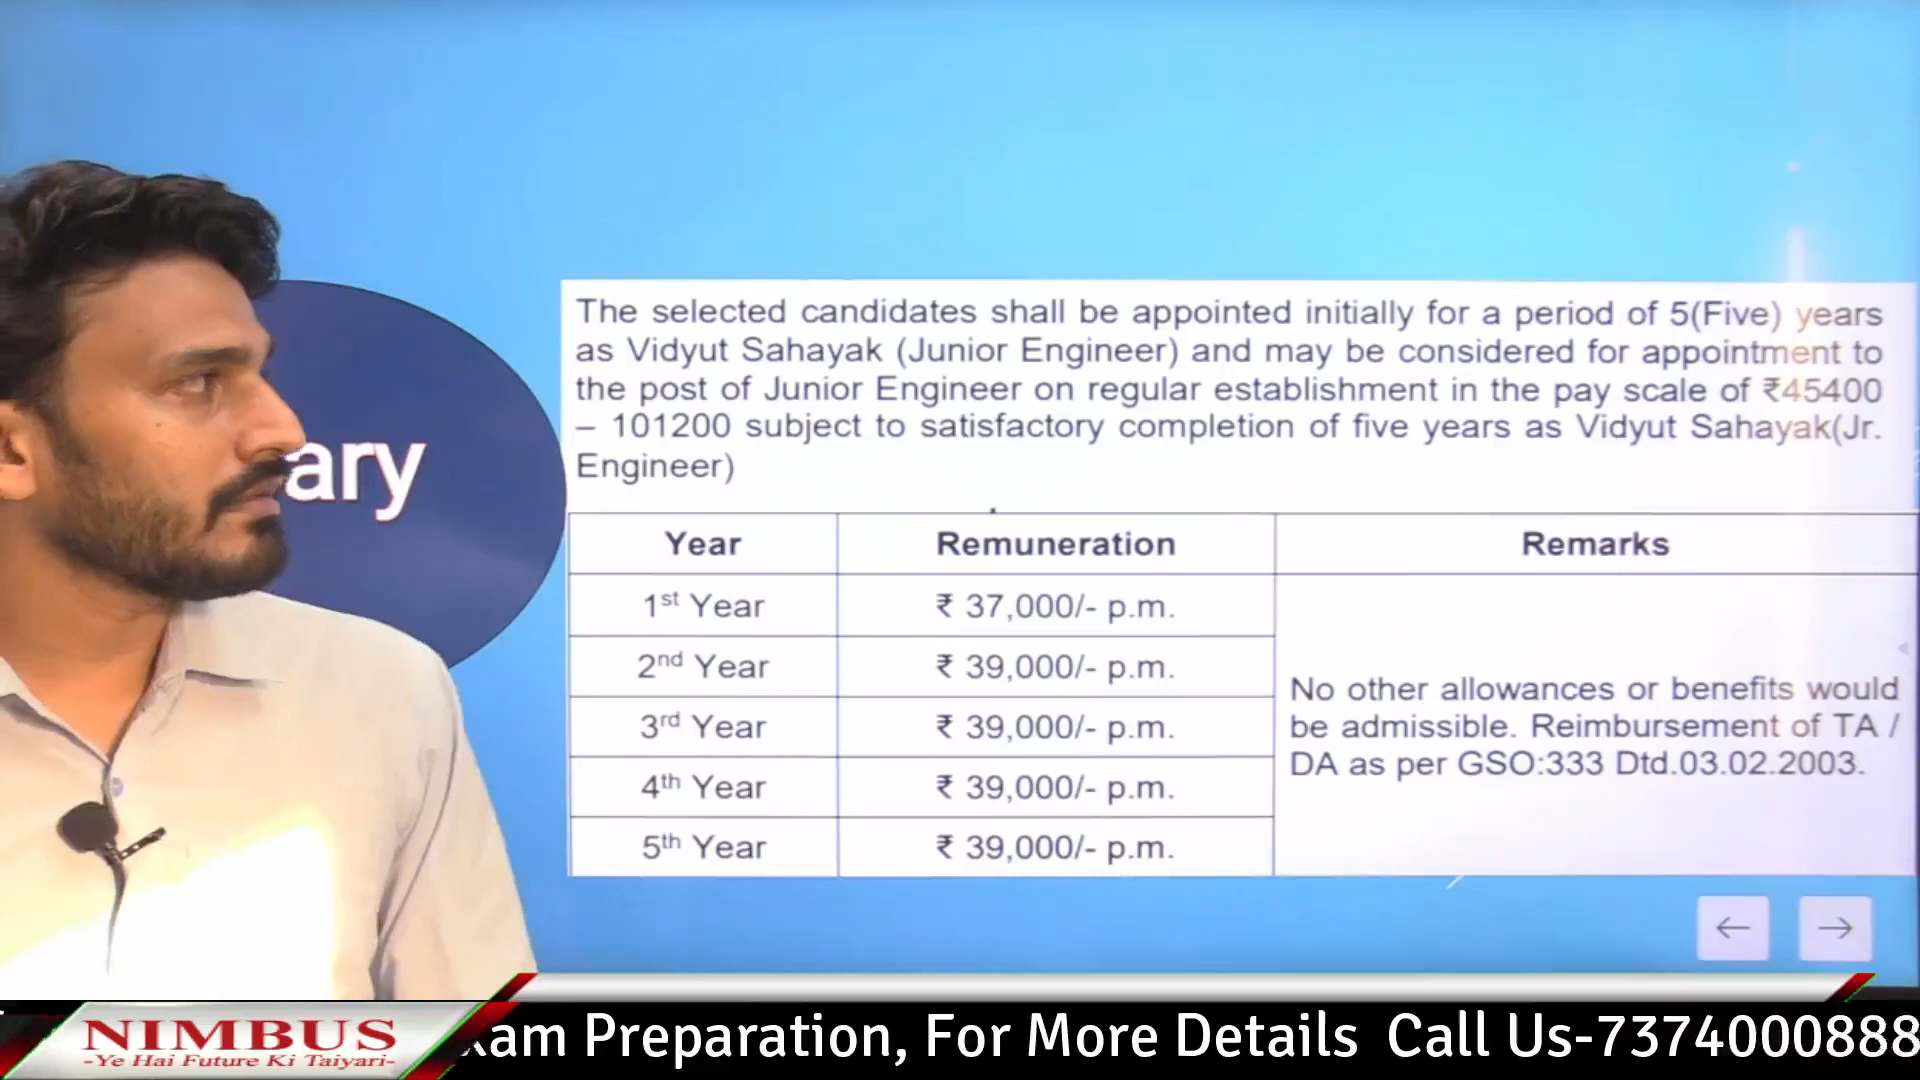 ary
The selected candidates shall be appointed initially for a period of 5(Five) years
as Vidyut Sahayak (Junior Engineer) and may be considered for appointment to
the post of Junior Engineer on regular establishment in the pay scale of ₹45400
– 101200 subject to satisfactory completion of five years as Vidyut Sahayak(Jr.
Engineer)
Year Remuneration Remarks
1st Year ₹ 37,000/- p.m.
2nd Year ₹ 39,000/- p.m.
3rd Year ₹ 39,000/- p.m.
4th Year ₹ 39,000/- p.m.
5th Year ₹ 39,000/- p.m.
No other allowances or benefits would
be admissible. Reimbursement of TA /
DA as per GSO:333 Dtd.03.02.2003.
NIMBUS
-Ye Hai Future Ki Taiyari-
xam Preparation, For More Details Call Us-7374000888